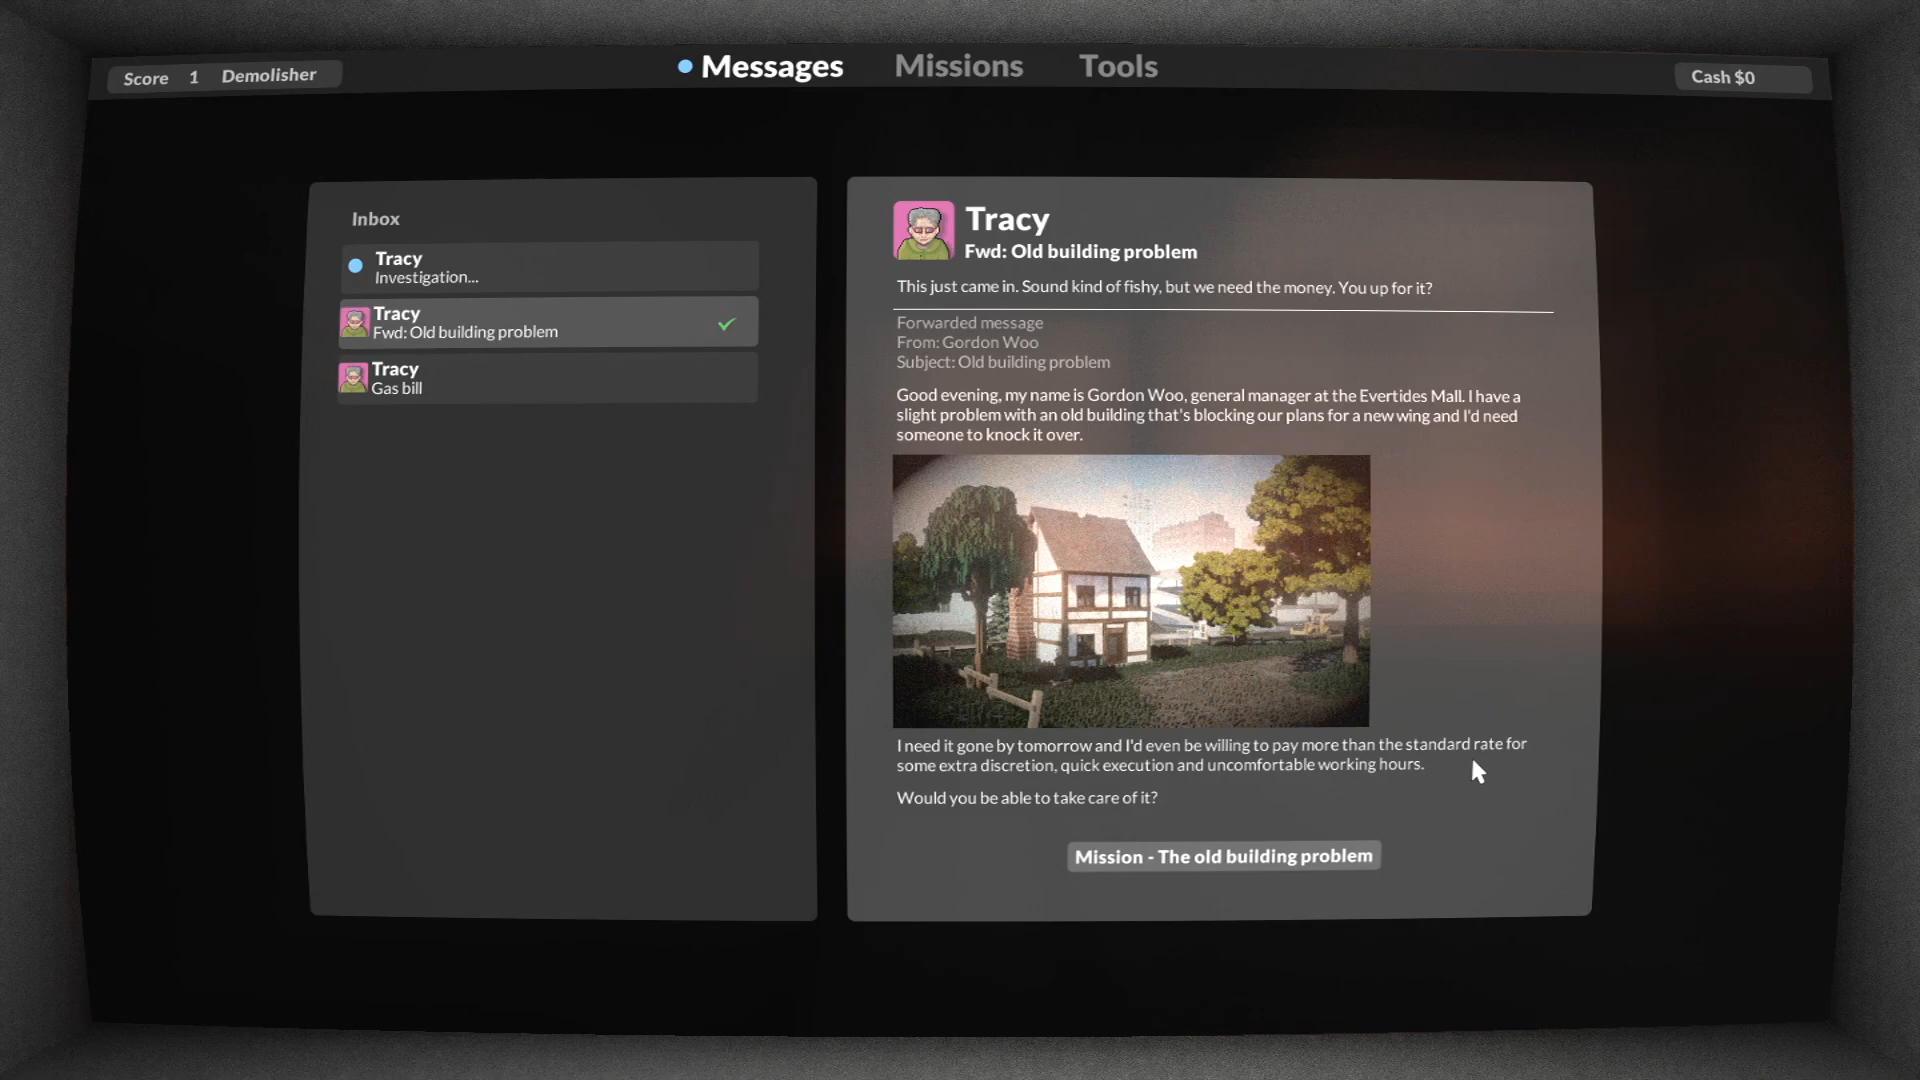 Score 1 Demolisher
Messages
Missions
Tools
Cash $0
Inbox
Tracy
Investigation...
Tracy
Fwd: Old building problem
Tracy
Gas bill
Tracy
Fwd: Old building problem
This just came in. Sound kind of fishy, but we need the money. You up for it?
Forwarded message
From: Gordon Woo
Subject: Old building problem
Good evening, my name is Gordon Woo, general manager at the Evertides Mall. I have a
slight problem with an old building that's blocking our plans for a new wing and I'd need
someone to knock it over.
I need it gone by tomorrow and I'd even be willing to pay more than the standard rate for
some extra discretion, quick execution and uncomfortable working hours.
Would you be able to take care of it?
Mission - The old building problem